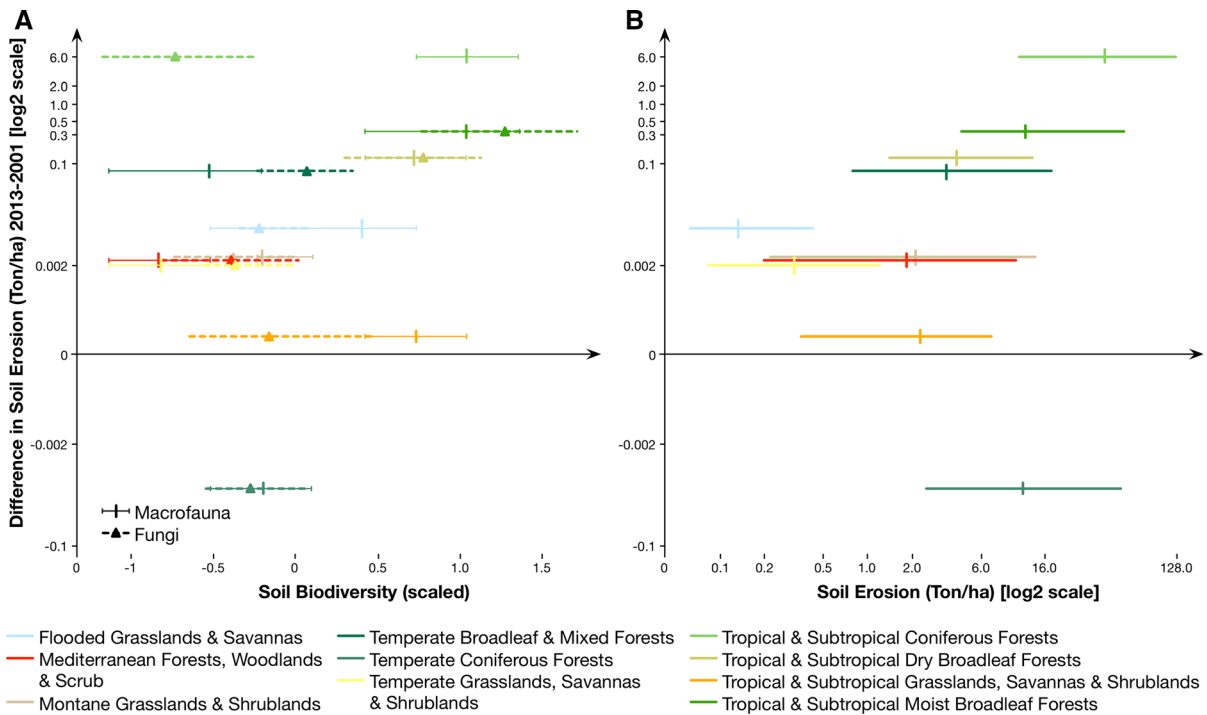 A
B
Difference in Soil Erosion (Ton/ha) 2013-2001 [log2 scale]
6.0
2.0
1.0
0.5
0.3
0.1
0.002
0
-0.002
-0.1
Macrofauna
Fungi
0
-1
-0.5
0
0.5
1.0
1.5
Soil Biodiversity (scaled)
6.0
2.0
1.0
0.5
0.3
0.1
0.002
0
-0.002
-0.1
0
0.1
0.2
0.5
1.0
2.0
6.0
16.0
128.0
Soil Erosion (Ton/ha) [log2 scale]
Flooded Grasslands & Savannas
Mediterranean Forests, Woodlands
& Scrub
Montane Grasslands & Shrublands
Temperate Broadleaf & Mixed Forests
Temperate Coniferous Forests
Temperate Grasslands, Savannas
& Shrublands
Tropical & Subtropical Coniferous Forests
Tropical & Subtropical Dry Broadleaf Forests
Tropical & Subtropical Grasslands, Savannas & Shrublands
Tropical & Subtropical Moist Broadleaf Forests